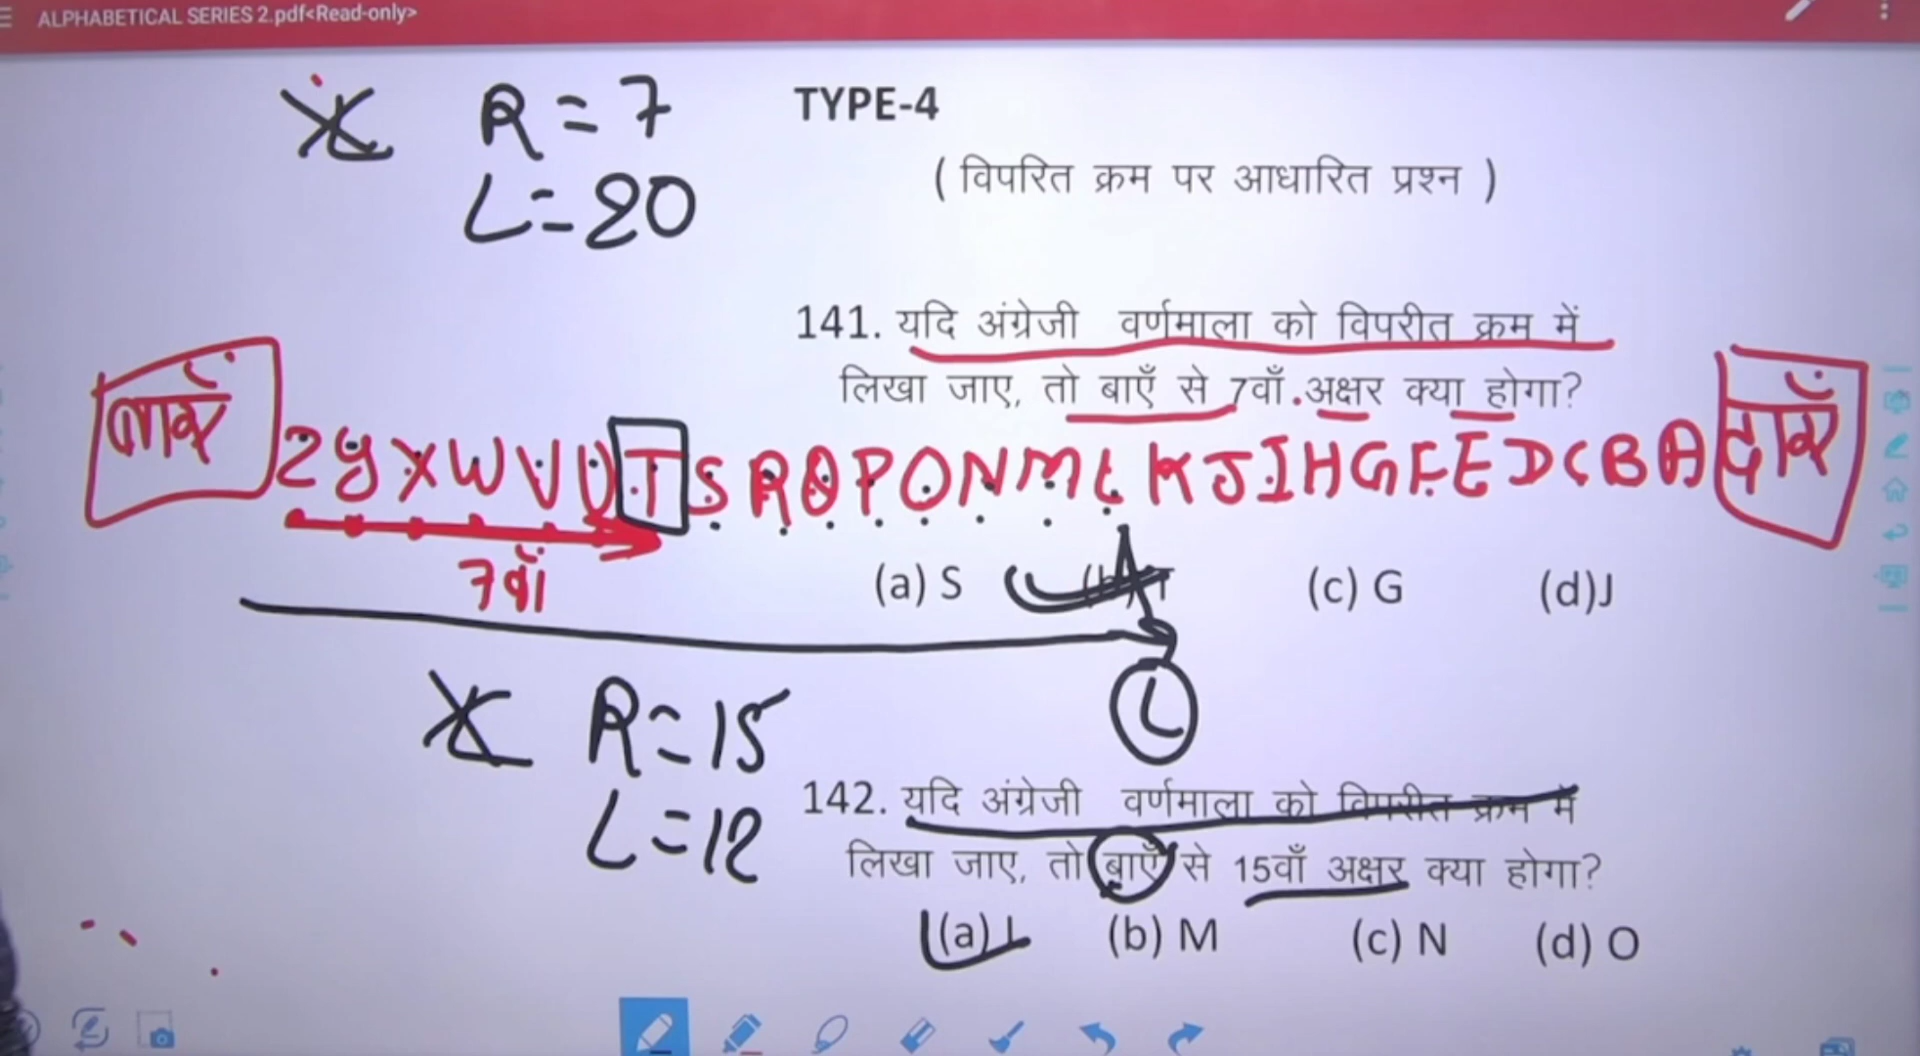 ALPHABETICAL SERIES 2.pdf<Read-only>
R = 7
L = 20
TYPE-4
( विपरित क्रम पर आधारित प्रश्न )
141. यदि अंग्रेजी वर्णमाला को विपरीत क्रम में
लिखा जाए, तो बाएँ से 7वाँ अक्षर क्या होगा?
बाएँ Z Y X W V U T S R Q P O N M L K J I H G F E D C B A दाएँ
7वाँ
(a) S (b) T (c) G (d)J
L
R = 15
L = 12
142. यदि अंग्रेजी वर्णमाला को विपरीत क्रम में
लिखा जाए, तो बाएँ से 15वाँ अक्षर क्या होगा?
(a) L (b) M (c) N (d) O